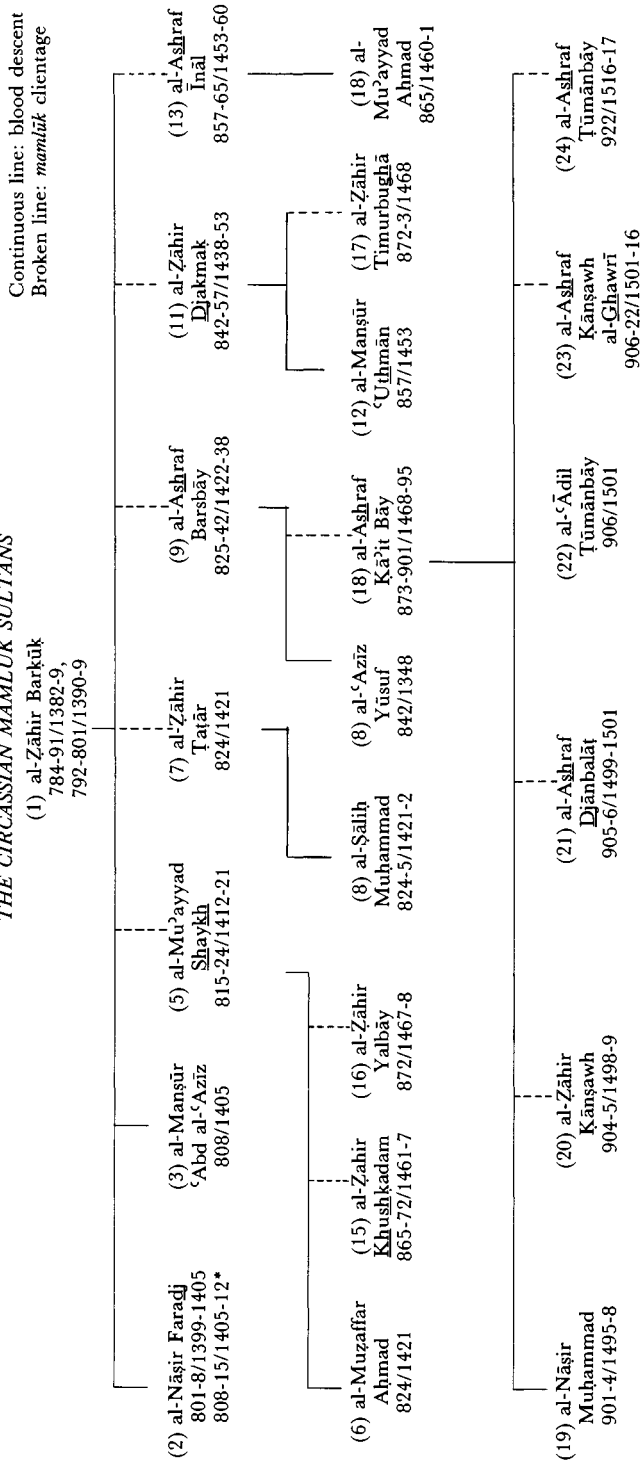 THE CIRCASSIAN MAMLUK SULTANS
Continuous line: blood descent
Broken line: mamlūk clientage
(1) al-Ẓāhir Barḳūḳ
784-91/1382-9,
792-801/1390-9
(2) al-Nāṣir Faradj
801-8/1399-1405
808-15/1405-12*
(3) al-Manṣūr
ʿAbd al-ʿAzīz
808/1405
(5) al-Muʾayyad
Shaykh
815-24/1412-21
(7) al-Ẓāhir
Ṭaṭār
824/1421
(9) al-Ashraf
Barsbāy
825-42/1422-38
(11) al-Ẓāhir
Djakmaḳ
842-57/1438-53
(13) al-Ashraf
Īnāl
857-65/1453-60
(6) al-Muẓaffar
Aḥmad
824/1421
(15) al-Ẓahir
Khushḳadam
865-72/1461-7
(16) al-Ẓāhir
Yalbāy
872/1467-8
(8) al-Ṣāliḥ
Muḥammad
824-5/1421-2
(8) al-ʿAzīz
Yūsuf
842/1348
(18) al-Ashraf
Ḳāʾit Bāy
873-901/1468-95
(12) al-Manṣūr
ʿUthmān
857/1453
(17) al-Ẓāhir
Timurbughā
872-3/1468
(18) al-
Muʾayyad
Aḥmad
865/1460-1
(19) al-Nāṣir
Muḥammad
901-4/1495-8
(20) al-Ẓāhir
Ḳānṣawh
904-5/1498-9
(21) al-Ashraf
Djānbalāṭ
905-6/1499-1501
(22) al-ʿĀdil
Ṭūmānbāy
906/1501
(23) al-Ashraf
Ḳānṣawh
al-Ghawrī
906-22/1501-16
(24) al-Ashraf
Ṭūmānbāy
922/1516-17